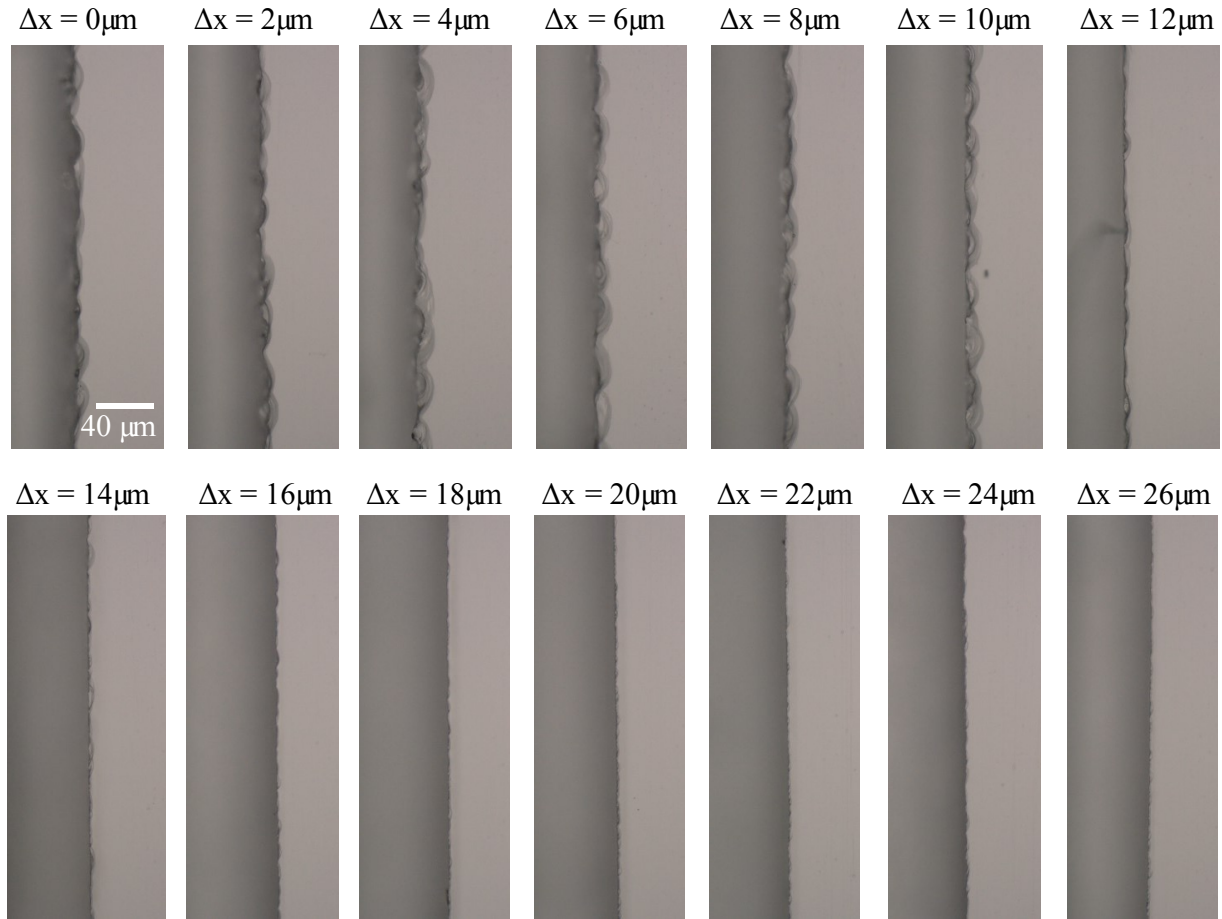 Δx = 0μm Δx = 2μm Δx = 4μm Δx = 6μm Δx = 8μm Δx = 10μm Δx = 12μm
40 μm
Δx = 14μm Δx = 16μm Δx = 18μm Δx = 20μm Δx = 22μm Δx = 24μm Δx = 26μm